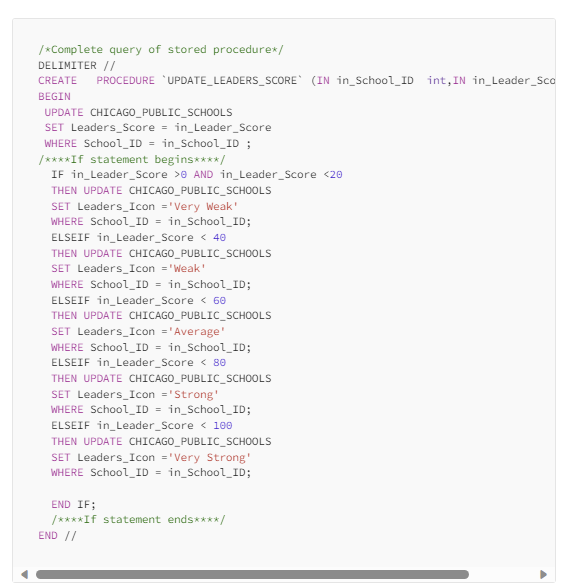 /*Complete query of stored procedure*/
DELIMITER //
CREATE   PROCEDURE `UPDATE_LEADERS_SCORE` (IN in_School_ID  int,IN in_Leader_Sco
BEGIN
 UPDATE CHICAGO_PUBLIC_SCHOOLS
 SET Leaders_Score = in_Leader_Score
 WHERE School_ID = in_School_ID ;
/****If statement begins****/
  IF in_Leader_Score >0 AND in_Leader_Score <20
  THEN UPDATE CHICAGO_PUBLIC_SCHOOLS
  SET Leaders_Icon ='Very Weak'
  WHERE School_ID = in_School_ID;
  ELSEIF in_Leader_Score < 40
  THEN UPDATE CHICAGO_PUBLIC_SCHOOLS
  SET Leaders_Icon ='Weak'
  WHERE School_ID = in_School_ID;
  ELSEIF in_Leader_Score < 60
  THEN UPDATE CHICAGO_PUBLIC_SCHOOLS
  SET Leaders_Icon ='Average'
  WHERE School_ID = in_School_ID;
  ELSEIF in_Leader_Score < 80
  THEN UPDATE CHICAGO_PUBLIC_SCHOOLS
  SET Leaders_Icon ='Strong'
  WHERE School_ID = in_School_ID;
  ELSEIF in_Leader_Score < 100
  THEN UPDATE CHICAGO_PUBLIC_SCHOOLS
  SET Leaders_Icon ='Very Strong'
  WHERE School_ID = in_School_ID;
  END IF;
  /****If statement ends****/
END //